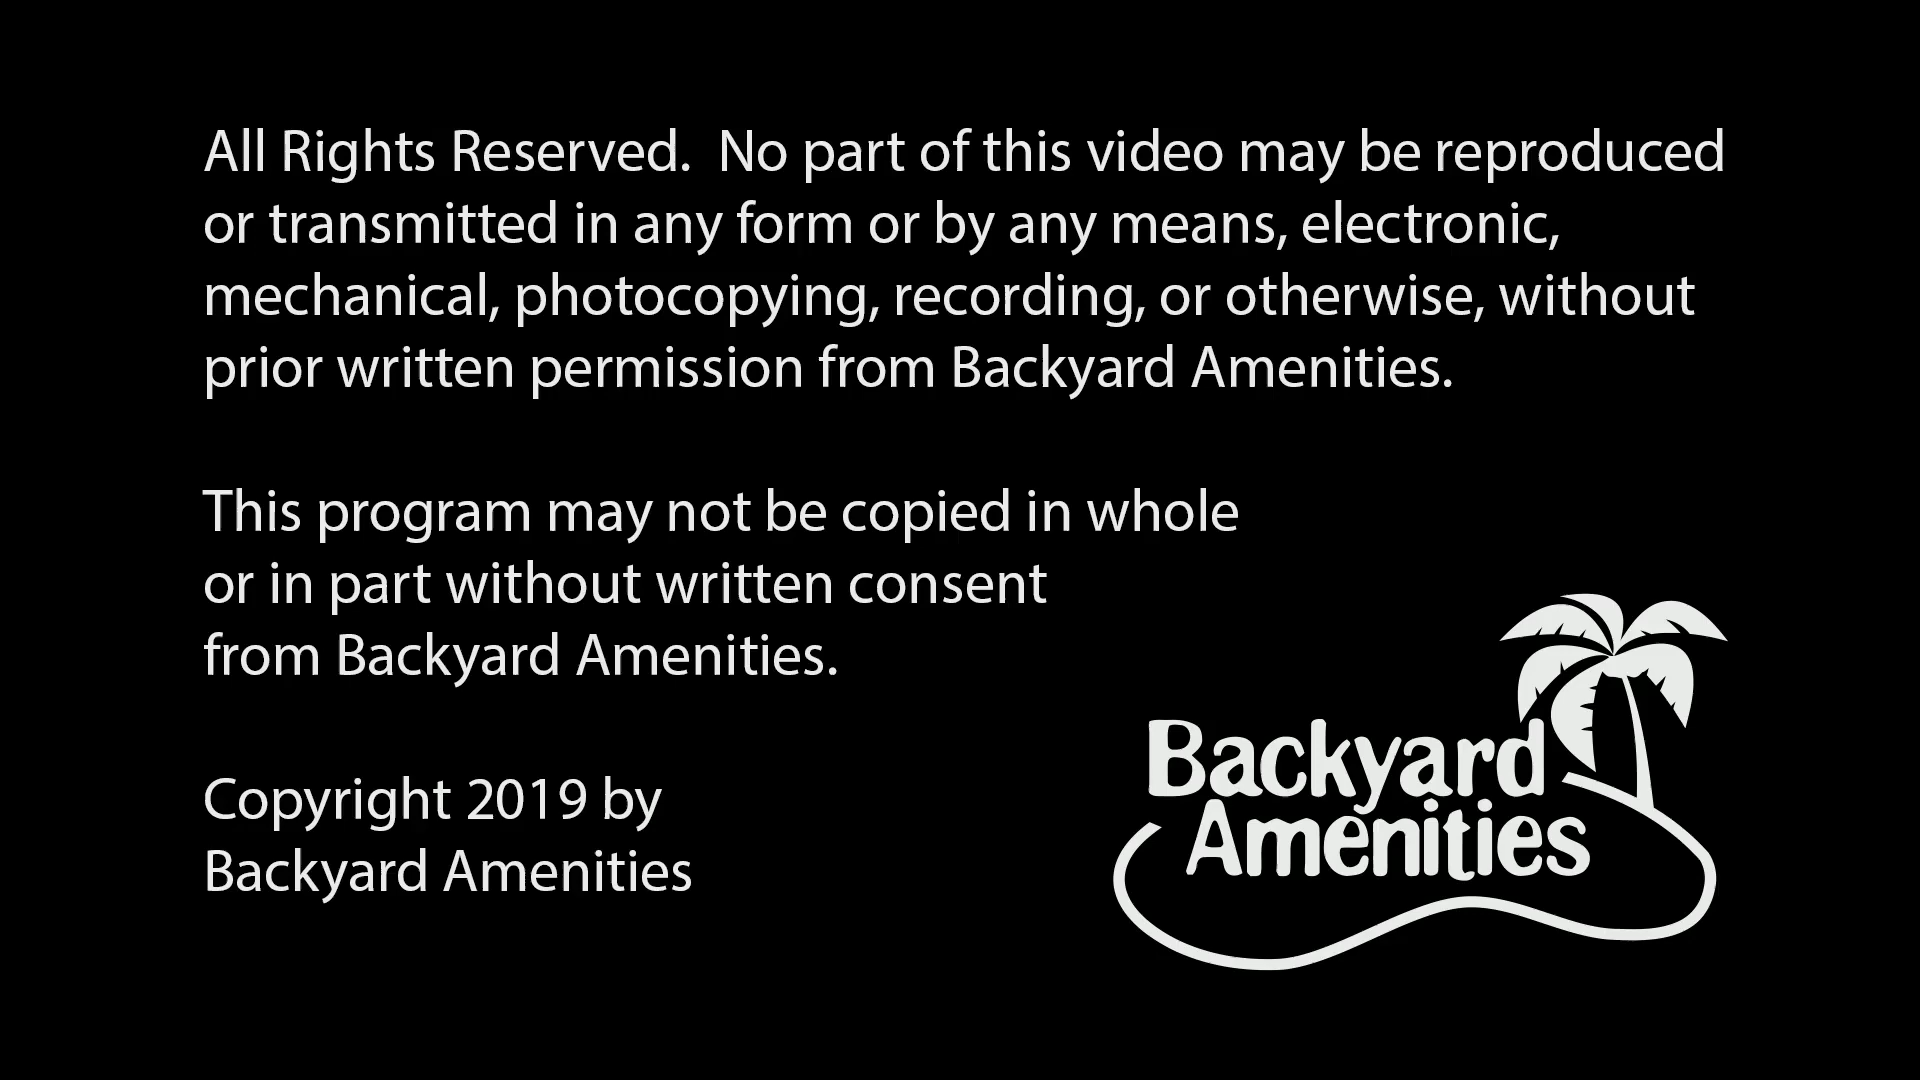 All Rights Reserved.  No part of this video may be reproduced
or transmitted in any form or by any means, electronic,
mechanical, photocopying, recording, or otherwise, without
prior written permission from Backyard Amenities.
This program may not be copied in whole
or in part without written consent
from Backyard Amenities.
Copyright 2019 by
Backyard Amenities
Backyard
Amenities